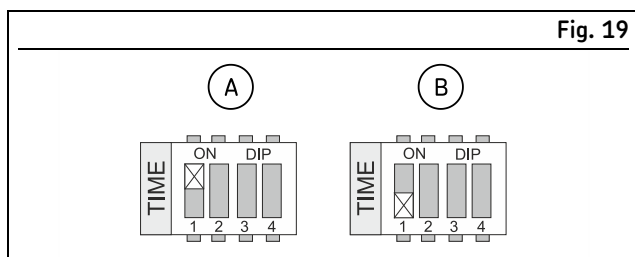 Fig. 19
A B
ON DIP ON DIP
TIME TIME
1 2 3 4 1 2 3 4